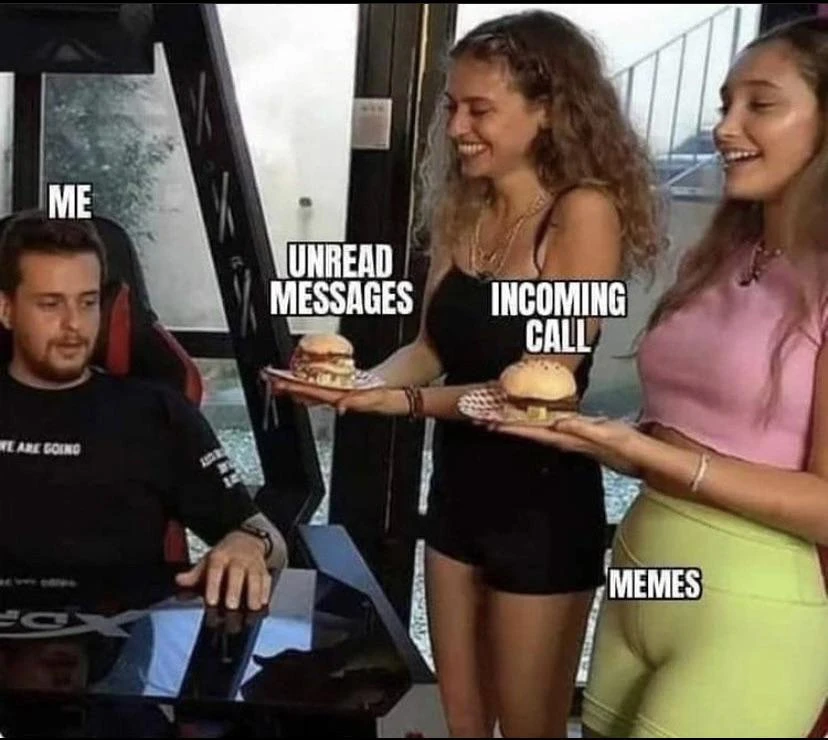 ME
UNREAD
MESSAGES
INCOMING
CALL
WE ARE GOING
MEMES